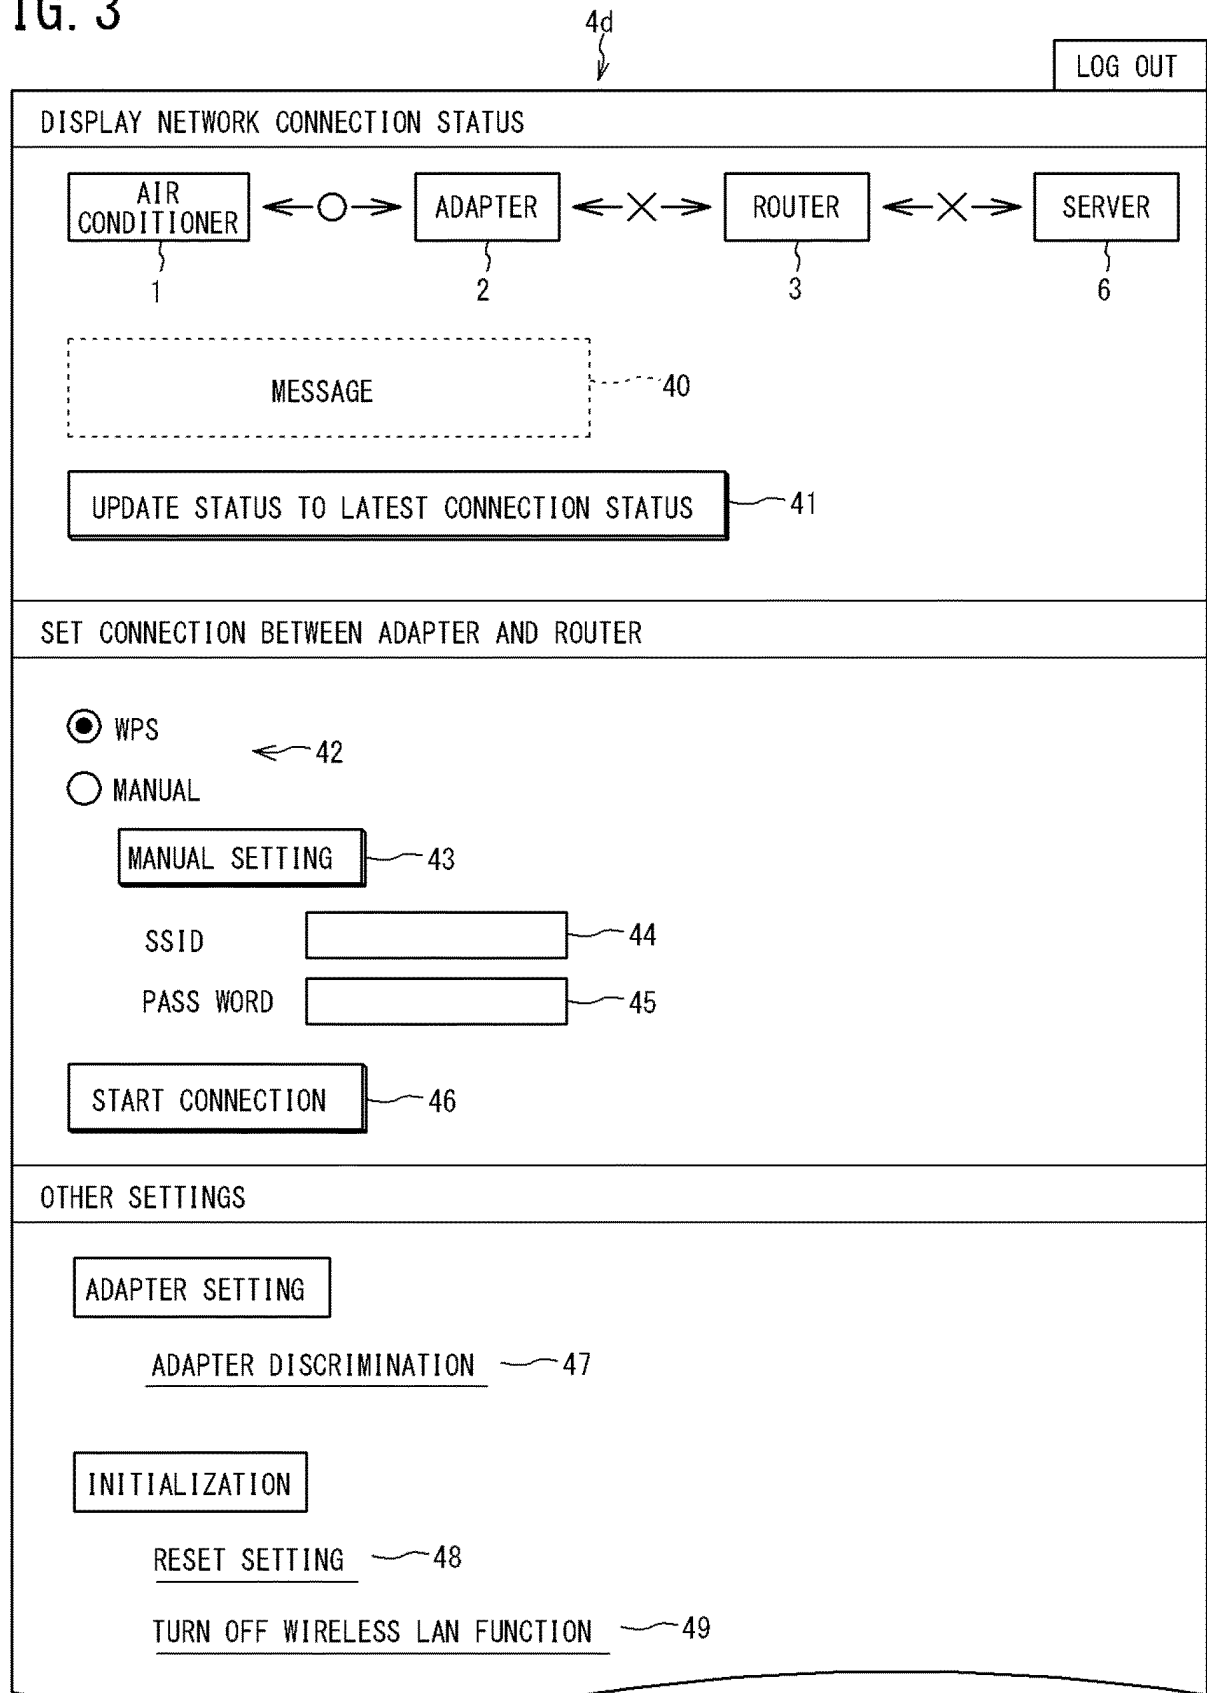 IG. 3
4d
LOG OUT
DISPLAY NETWORK CONNECTION STATUS
AIR CONDITIONER
ADAPTER
ROUTER
SERVER
1
2
3
6
MESSAGE
40
UPDATE STATUS TO LATEST CONNECTION STATUS
41
SET CONNECTION BETWEEN ADAPTER AND ROUTER
WPS
42
MANUAL
MANUAL SETTING
43
SSID
44
PASS WORD
45
START CONNECTION
46
OTHER SETTINGS
ADAPTER SETTING
ADAPTER DISCRIMINATION
47
INITIALIZATION
RESET SETTING
48
TURN OFF WIRELESS LAN FUNCTION
49